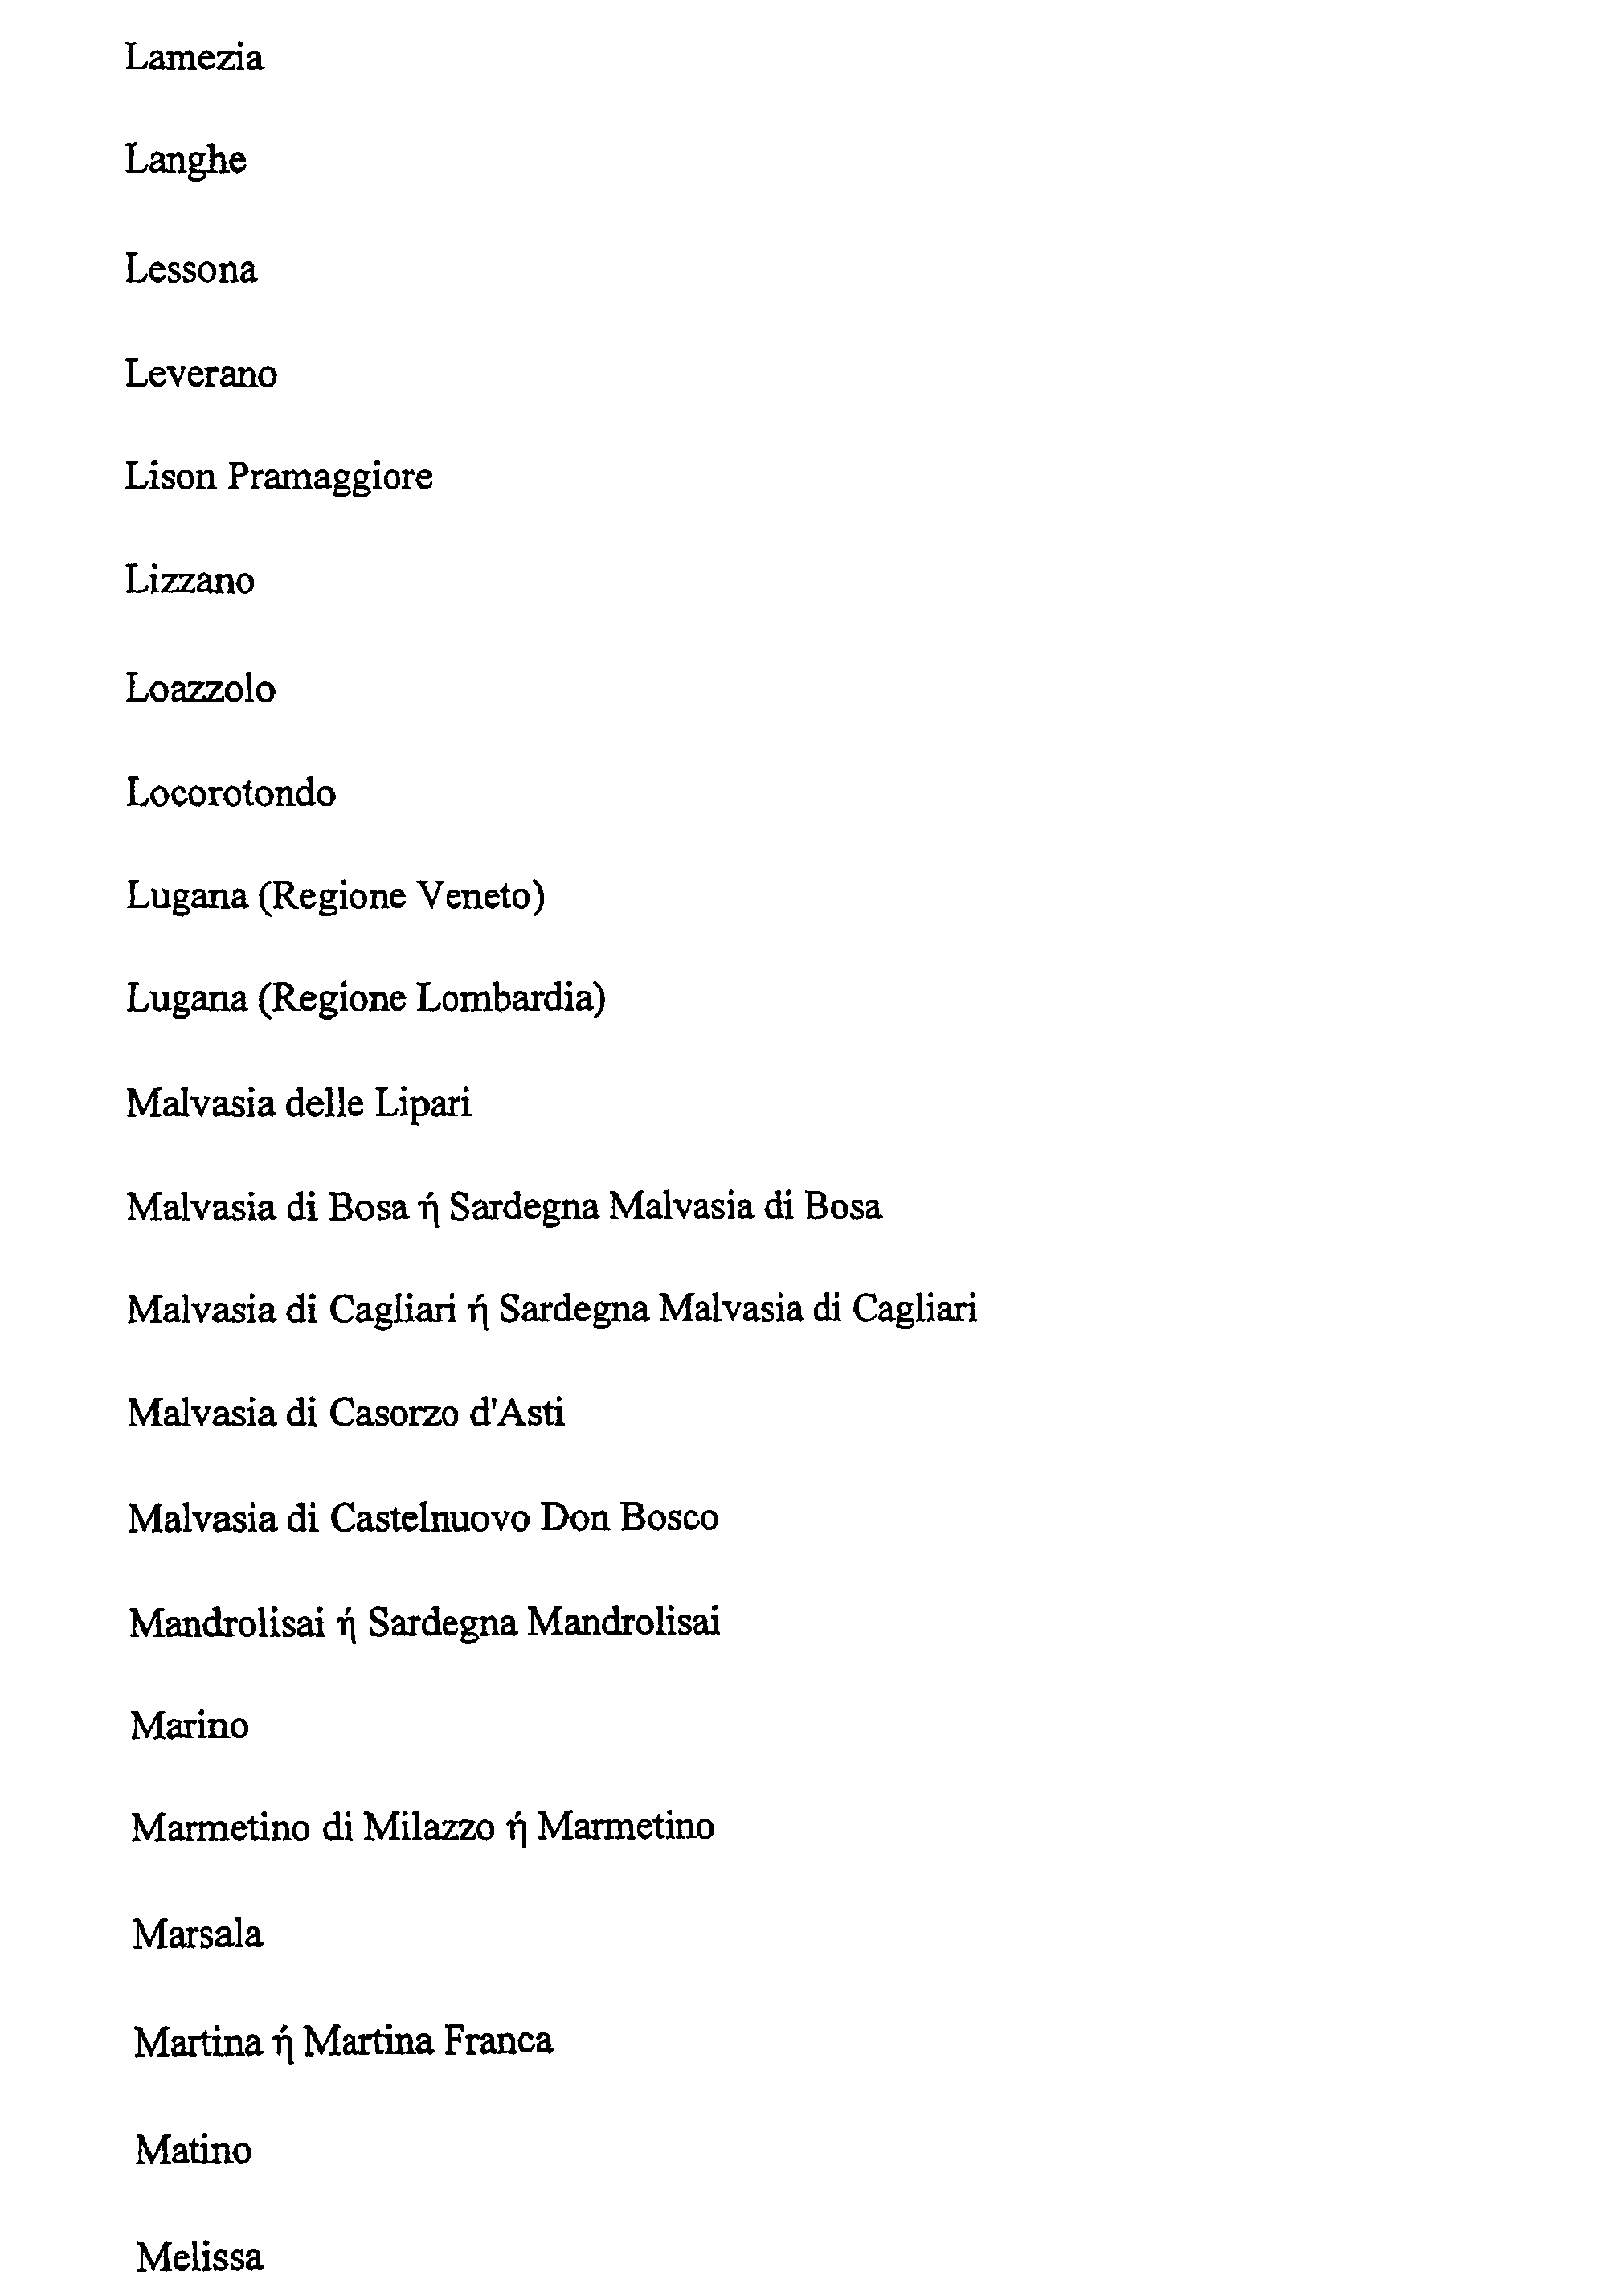 Lamezia
Langhe
Lessona
Leverano
Lison Pramaggiore
Lizzano
Loazzolo
Locorotondo
Lugana (Regione Veneto)
Lugana (Regione Lombardia)
Malvasia delle Lipari
Malvasia di Bosa ή Sardegna Malvasia di Bosa
Malvasia di Cagliari ή Sardegna Malvasia di Cagliari
Malvasia di Casorzo d'Asti
Malvasia di Castelnuovo Don Bosco
Mandrolisai ή Sardegna Mandrolisai
Marino
Marmetino di Milazzo ή Marmetino
Marsala
Martina ή Martina Franca
Matino
Melissa